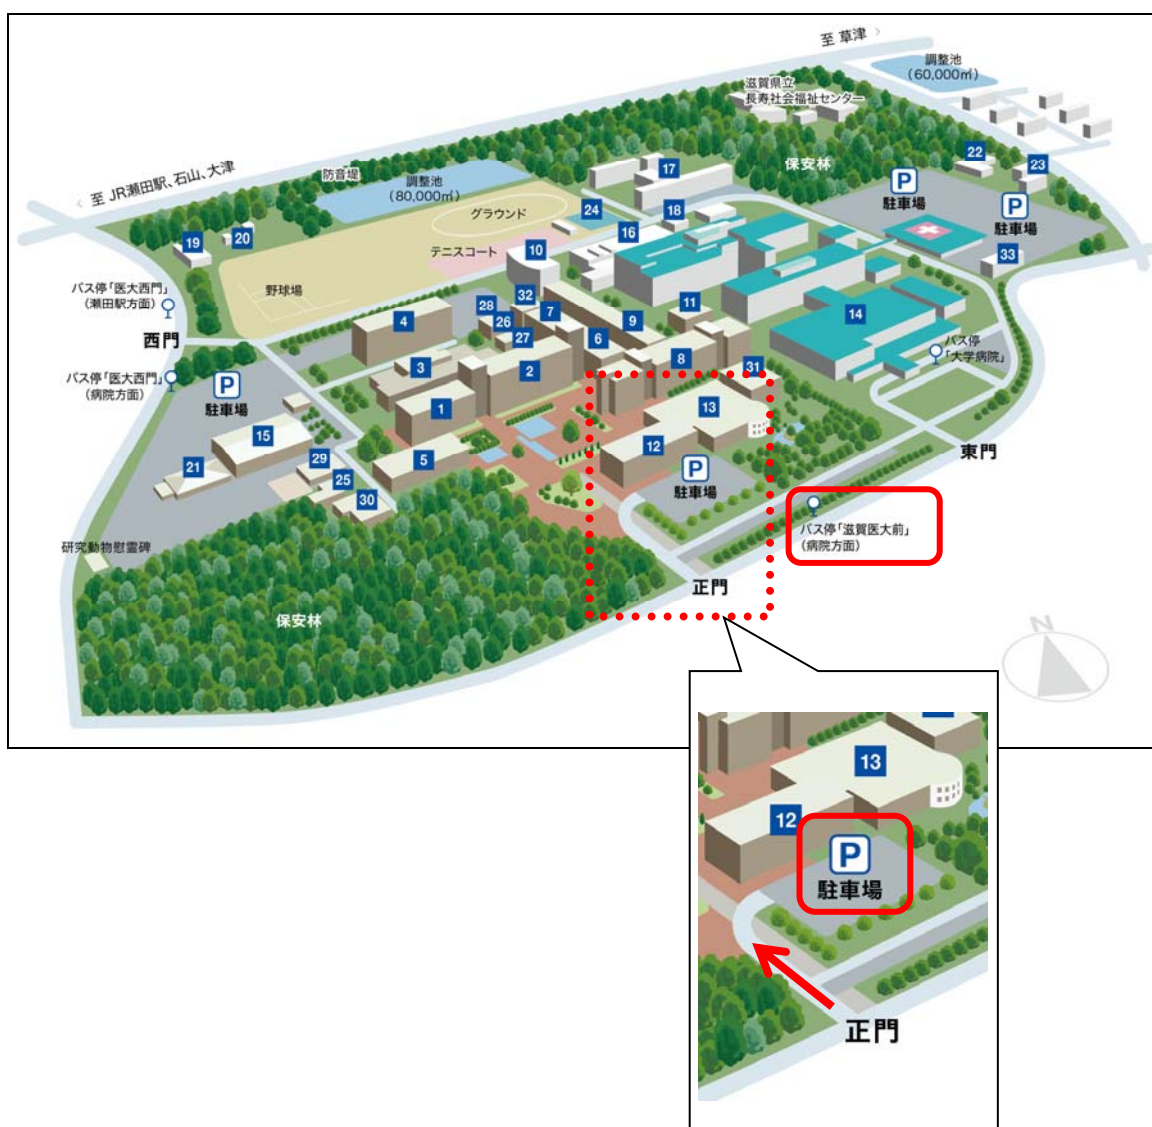 至 草津 〉
調整池
(60,000㎡)
滋賀県立
長寿社会福祉センター
保安林
22
23
P
駐車場
P
駐車場
33
〈 至 JR瀬田駅、石山、大津
防音堤
調整池
(80,000㎡)
グラウンド
テニスコート
野球場
17
24
18
16
10
19
20
バス停「医大西門」
(瀬田駅方面)
西門
バス停「医大西門」
(病院方面)
P
駐車場
4
28
32
26
7
27
6
9
11
8
14
バス停
「大学病院」
3
2
1
5
31
13
12
P
駐車場
15
21
29
25
30
東門
バス停「滋賀医大前」
(病院方面)
研究動物慰霊碑
正門
保安林
N
13
12
P
駐車場
正門